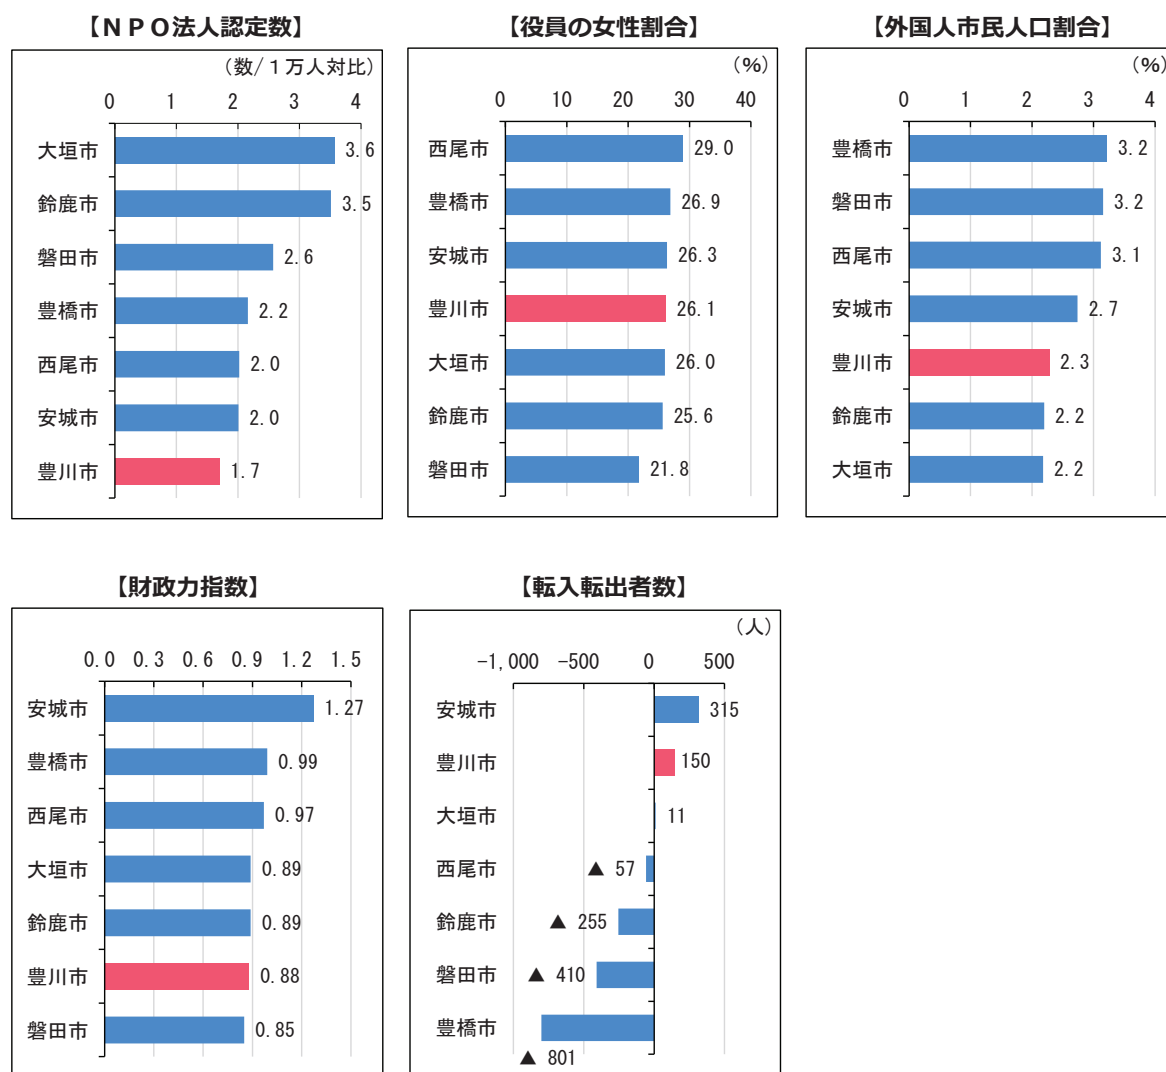 【ＮＰＯ法人認定数】
（数/１万人対比）
0 1 2 3 4
大垣市 3.6
鈴鹿市 3.5
磐田市 2.6
豊橋市 2.2
西尾市 2.0
安城市 2.0
豊川市 1.7
【役員の女性割合】
（%）
0 10 20 30 40
西尾市 29.0
豊橋市 26.9
安城市 26.3
豊川市 26.1
大垣市 26.0
鈴鹿市 25.6
磐田市 21.8
【外国人市民人口割合】
（%）
0 1 2 3 4
豊橋市 3.2
磐田市 3.2
西尾市 3.1
安城市 2.7
豊川市 2.3
鈴鹿市 2.2
大垣市 2.2
【財政力指数】
0.0 0.3 0.6 0.9 1.2 1.5
安城市 1.27
豊橋市 0.99
西尾市 0.97
大垣市 0.89
鈴鹿市 0.89
豊川市 0.88
磐田市 0.85
【転入転出者数】
（人）
-1,000 -500 0 500
安城市 315
豊川市 150
大垣市 11
西尾市 ▲ 57
鈴鹿市 ▲ 255
磐田市 ▲ 410
豊橋市
▲ 801